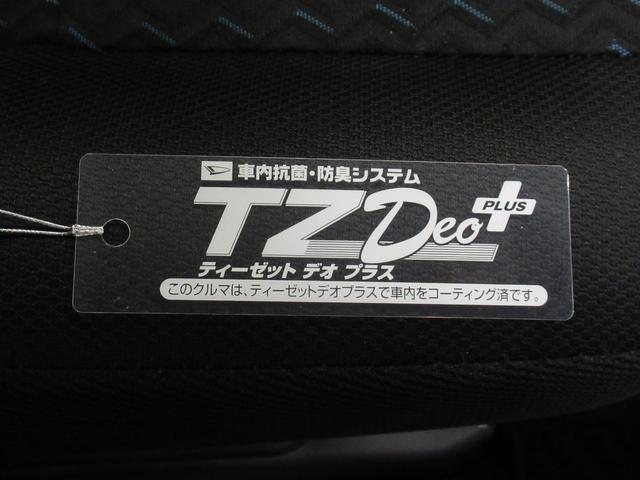 車内抗菌・防臭システム
TZ Deo PLUS
ティーゼット デオ プラス
このクルマは、ティーゼットデオプラスで車内をコーティング済です。